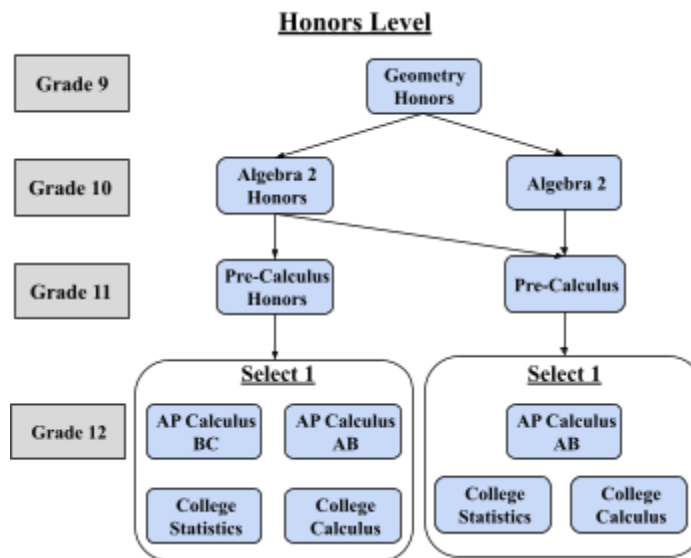 Honors Level
Grade 9
Geometry
Honors
Grade 10
Algebra 2
Honors
Algebra 2
Grade 11
Pre-Calculus
Honors
Pre-Calculus
Select 1
Select 1
Grade 12
AP Calculus
BC
AP Calculus
AB
AP Calculus
AB
College
Statistics
College
Calculus
College
Statistics
College
Calculus